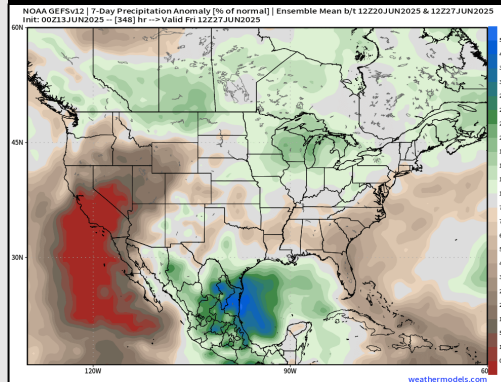 NOAA GEFSv12 | 7-Day Precipitation Anomaly [% of normal] | Ensemble Mean b/t 12Z20JUN2025 & 12Z27JUN2025
Init: 00Z13JUN2025 -- [348] hr --> Valid Fri 12Z27JUN2025
60N
45N
30N
120W
90W
60
weathermodels.com